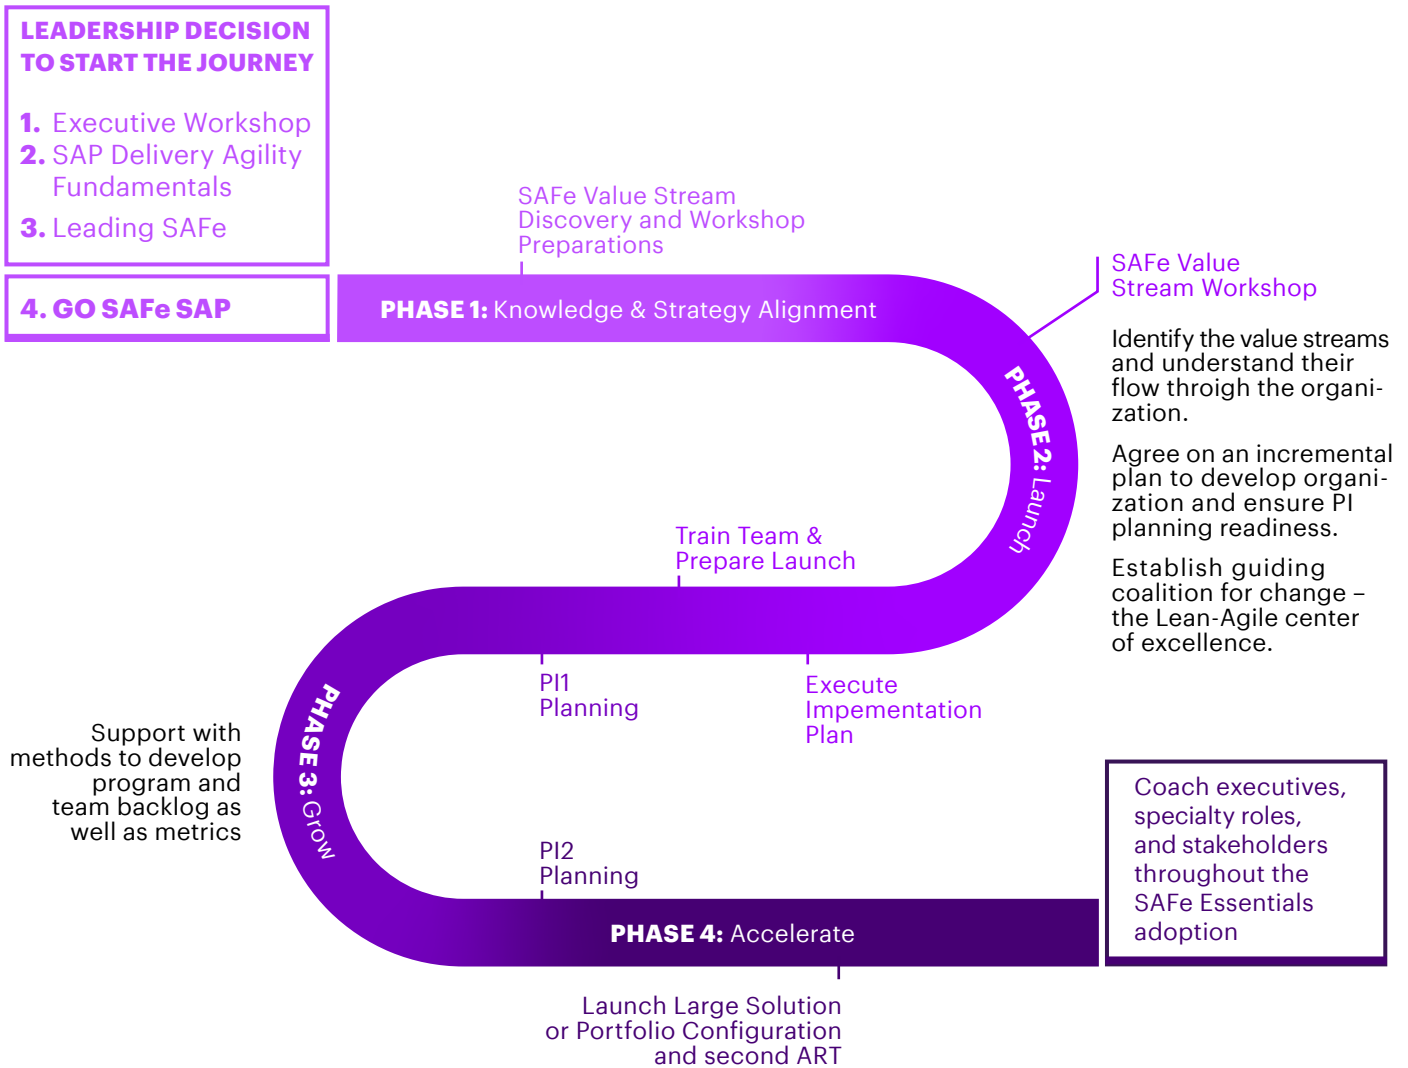 LEADERSHIP DECISION
TO START THE JOURNEY
1. Executive Workshop
2. SAP Delivery Agility
Fundamentals
3. Leading SAFe
4. GO SAFe SAP
SAFe Value Stream
Discovery and Workshop
Preparations
PHASE 1: Knowledge & Strategy Alignment
SAFe Value
Stream Workshop
Identify the value streams
and understand their
flow throigh the organi-
zation.
Agree on an incremental
plan to develop organi-
zation and ensure PI
planning readiness.
Establish guiding
coalition for change –
the Lean-Agile center
of excellence.
PHASE 2: Launch
Train Team &
Prepare Launch
Execute
Impementation
Plan
PI1
Planning
PHASE 3: Grow
Support with
methods to develop
program and
team backlog as
well as metrics
PI2
Planning
PHASE 4: Accelerate
Launch Large Solution
or Portfolio Configuration
and second ART
Coach executives,
specialty roles,
and stakeholders
throughout the
SAFe Essentials
adoption